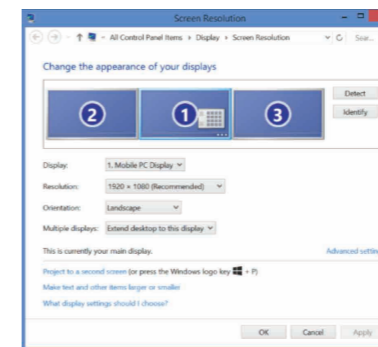 Screen Resolution
All Control Panel Items Display Screen Resolution Sear...
Change the appearance of your displays
2 1 3
Detect
Identify
Display: 1. Mobile PC Display
Resolution: 1920 × 1080 (Recommended)
Orientation: Landscape
Multiple displays: Extend desktop to this display
This is currently your main display. Advanced settin
Project to a second screen (or press the Windows logo key + P)
Make text and other items larger or smaller
What display settings should I choose?
OK Cancel Apply